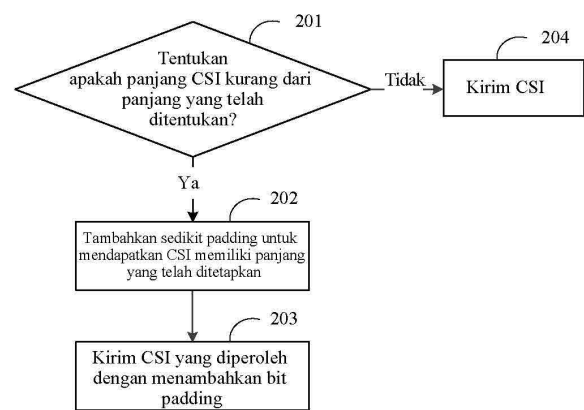 201
Tentukan
apakah panjang CSI kurang dari
panjang yang telah
ditentukan?
204
Tidak
Kirim CSI
Ya
202
Tambahkan sedikit padding untuk
mendapatkan CSI memiliki panjang
yang telah ditetapkan
203
Kirim CSI yang diperoleh
dengan menambahkan bit
padding